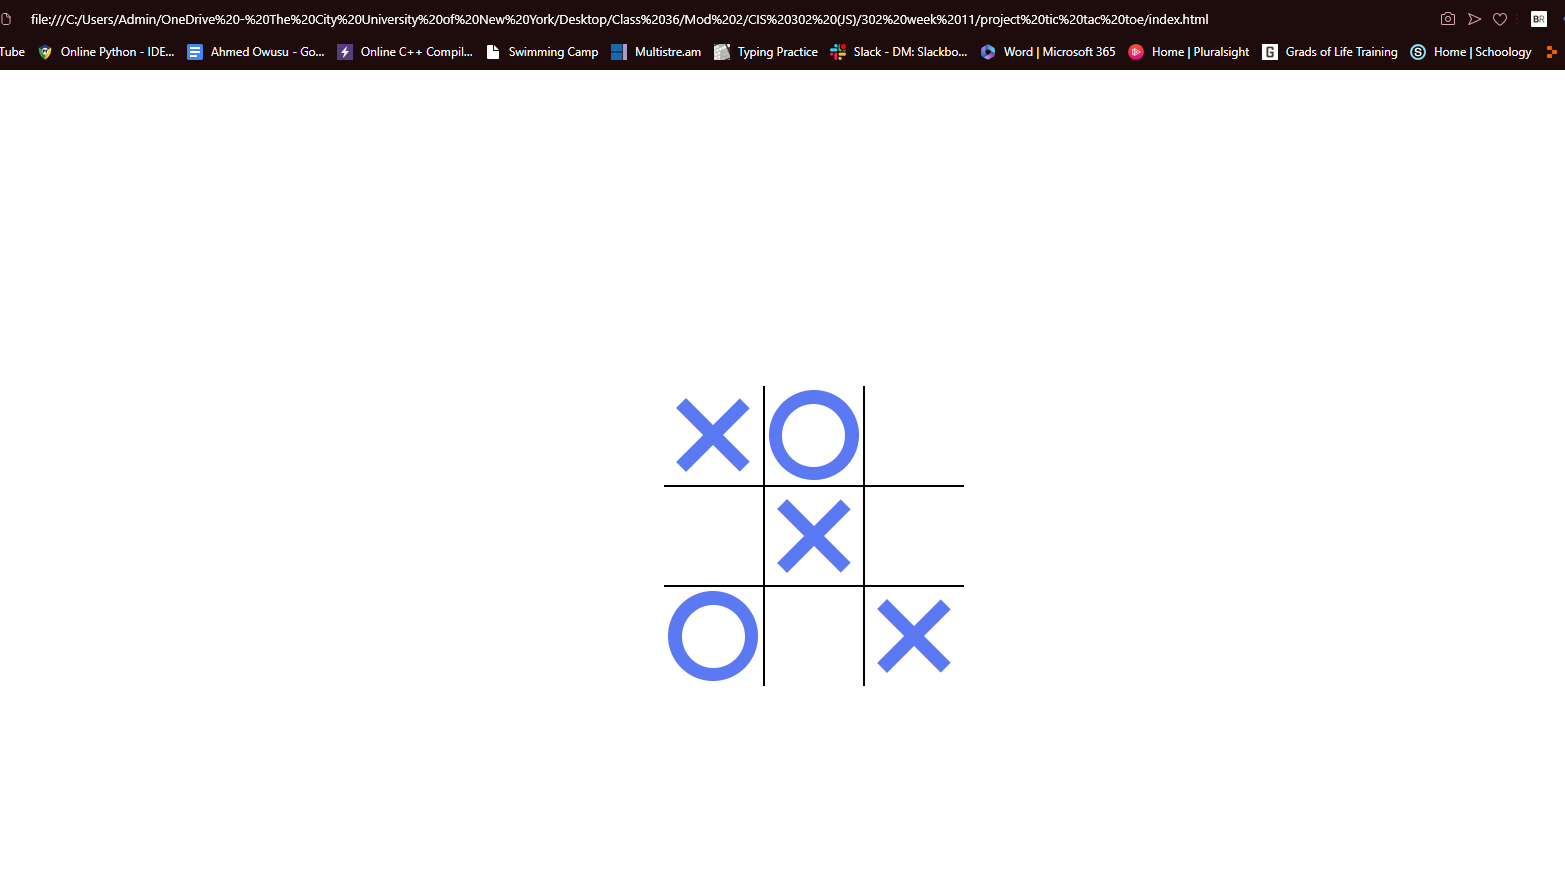 file:///C:/Users/Admin/OneDrive%20-%20The%20City%20University%20of%20New%20York/Desktop/Class%2036/Mod%202/CIS%20302%20(JS)/302%20week%2011/project%20tic%20tac%20toe/index.html BR
Tube Online Python - IDE... Ahmed Owusu - Go... Online C++ Compil... Swimming Camp Multistre.am Typing Practice Slack - DM: Slackbo... Word | Microsoft 365 Home | Pluralsight G Grads of Life Training S Home | Schoology
X O
X
O X